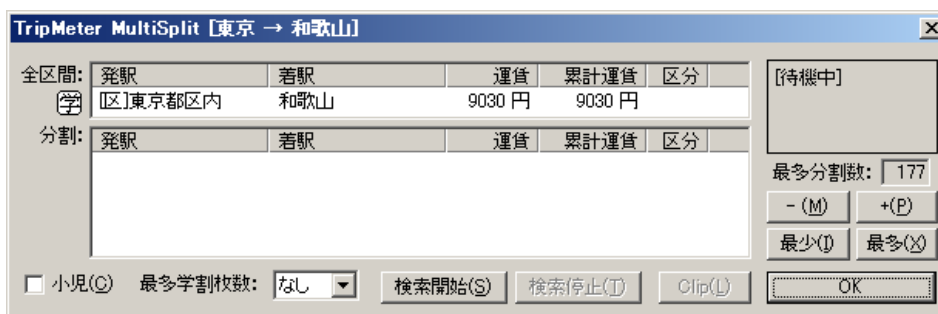 TripMeter MultiSplit [東京 → 和歌山]
全区間: 発駅 着駅 運賃 累計運賃 区分
学 [区]東京都区内 和歌山 9030 円 9030 円
分割: 発駅 着駅 運賃 累計運賃 区分
[待機中]
最多分割数: 177
- (M) +(P)
最少(I) 最多(X)
小児(C) 最多学割枚数: なし 検索開始(S) 検索停止(T) Clip(L) OK